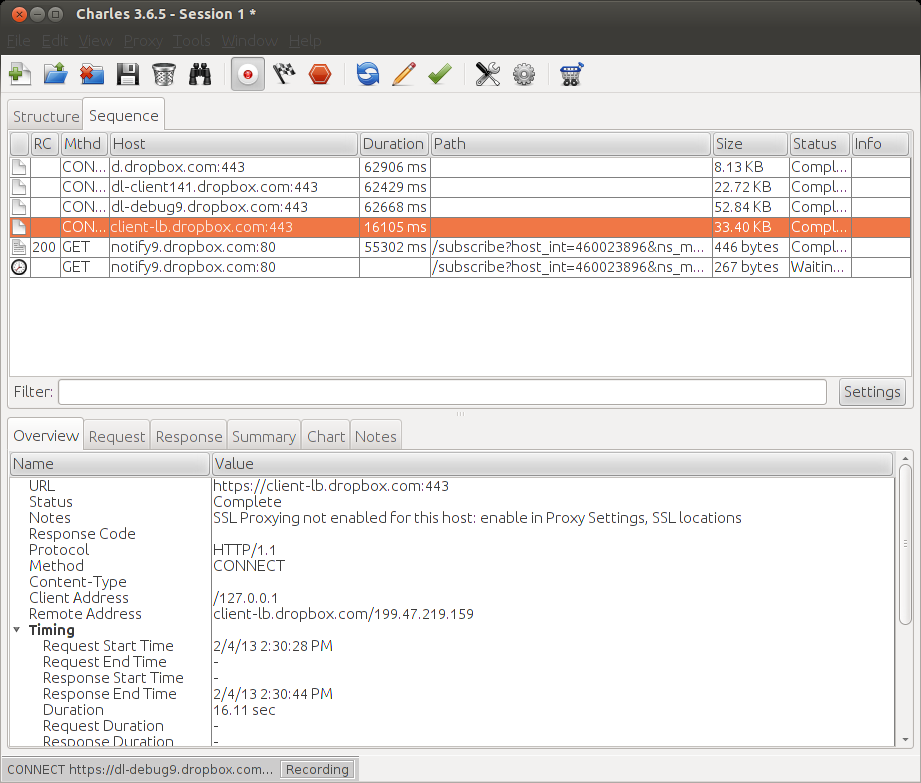 Charles 3.6.5 - Session 1 *
File Edit View Proxy Tools Window Help
Structure Sequence
RC Mthd Host Duration Path Size Status Info
CON... d.dropbox.com:443 62906 ms 8.13 KB Compl...
CON... dl-client141.dropbox.com:443 62429 ms 22.72 KB Compl...
CON... dl-debug9.dropbox.com:443 62668 ms 52.84 KB Compl...
CON... client-lb.dropbox.com:443 16105 ms 33.40 KB Compl...
200 GET notify9.dropbox.com:80 55302 ms /subscribe?host_int=460023896&ns_m... 446 bytes Compl...
GET notify9.dropbox.com:80 /subscribe?host_int=460023896&ns_m... 267 bytes Waitin...
Filter: Settings
Overview Request Response Summary Chart Notes
Name Value
URL https://client-lb.dropbox.com:443
Status Complete
Notes SSL Proxying not enabled for this host: enable in Proxy Settings, SSL locations
Response Code
Protocol HTTP/1.1
Method CONNECT
Content-Type
Client Address /127.0.0.1
Remote Address client-lb.dropbox.com/199.47.219.159
Timing
Request Start Time 2/4/13 2:30:28 PM
Request End Time -
Response Start Time -
Response End Time 2/4/13 2:30:44 PM
Duration 16.11 sec
Request Duration -
Response Duration -
CONNECT https://dl-debug9.dropbox.com... Recording